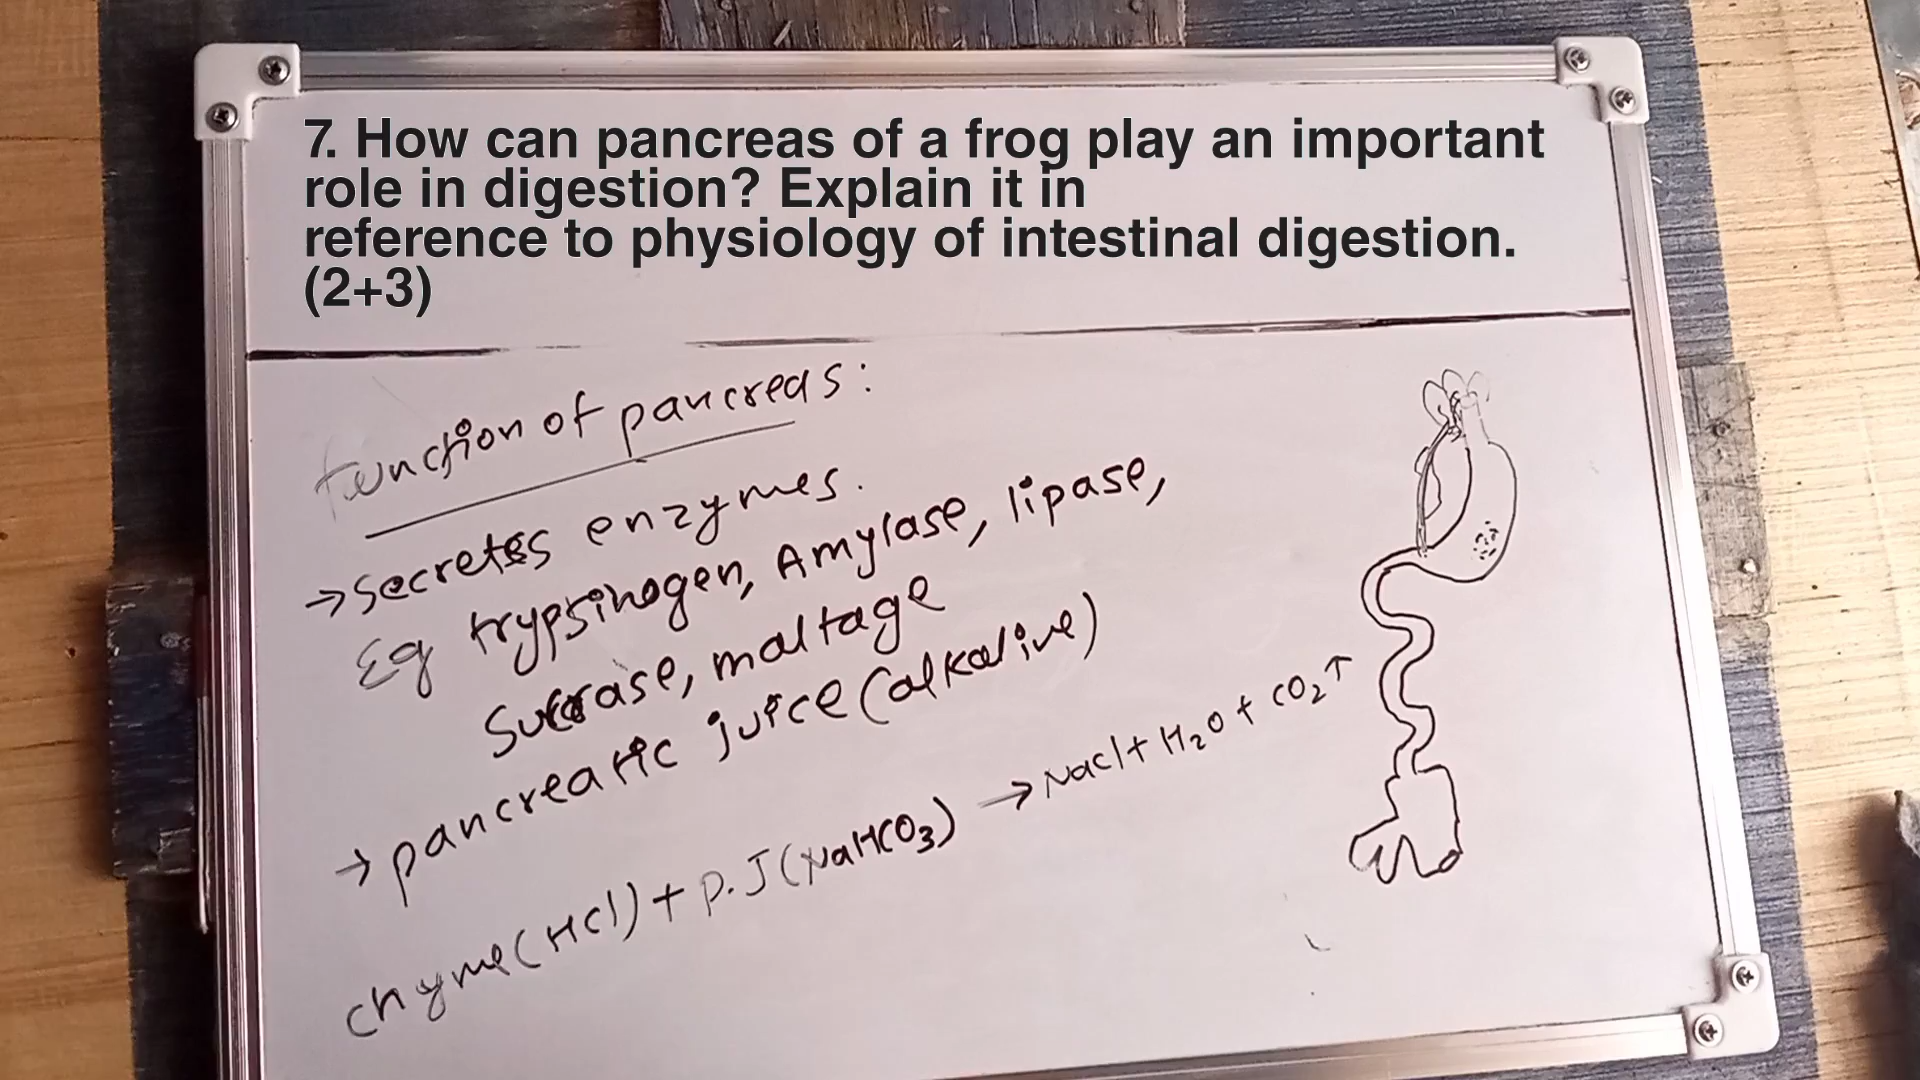 7. How can pancreas of a frog play an important
role in digestion? Explain it in
reference to physiology of intestinal digestion.
(2+3)
function of pancreas:
→ secretes enzymes.
Eg trypsinogen, Amylase, lipase,
sucrase, maltage
→ pancreatic juice (alkaline)
chyme(HCl) + p.J (NaHCO3) → NaCl + H2O + CO2↑